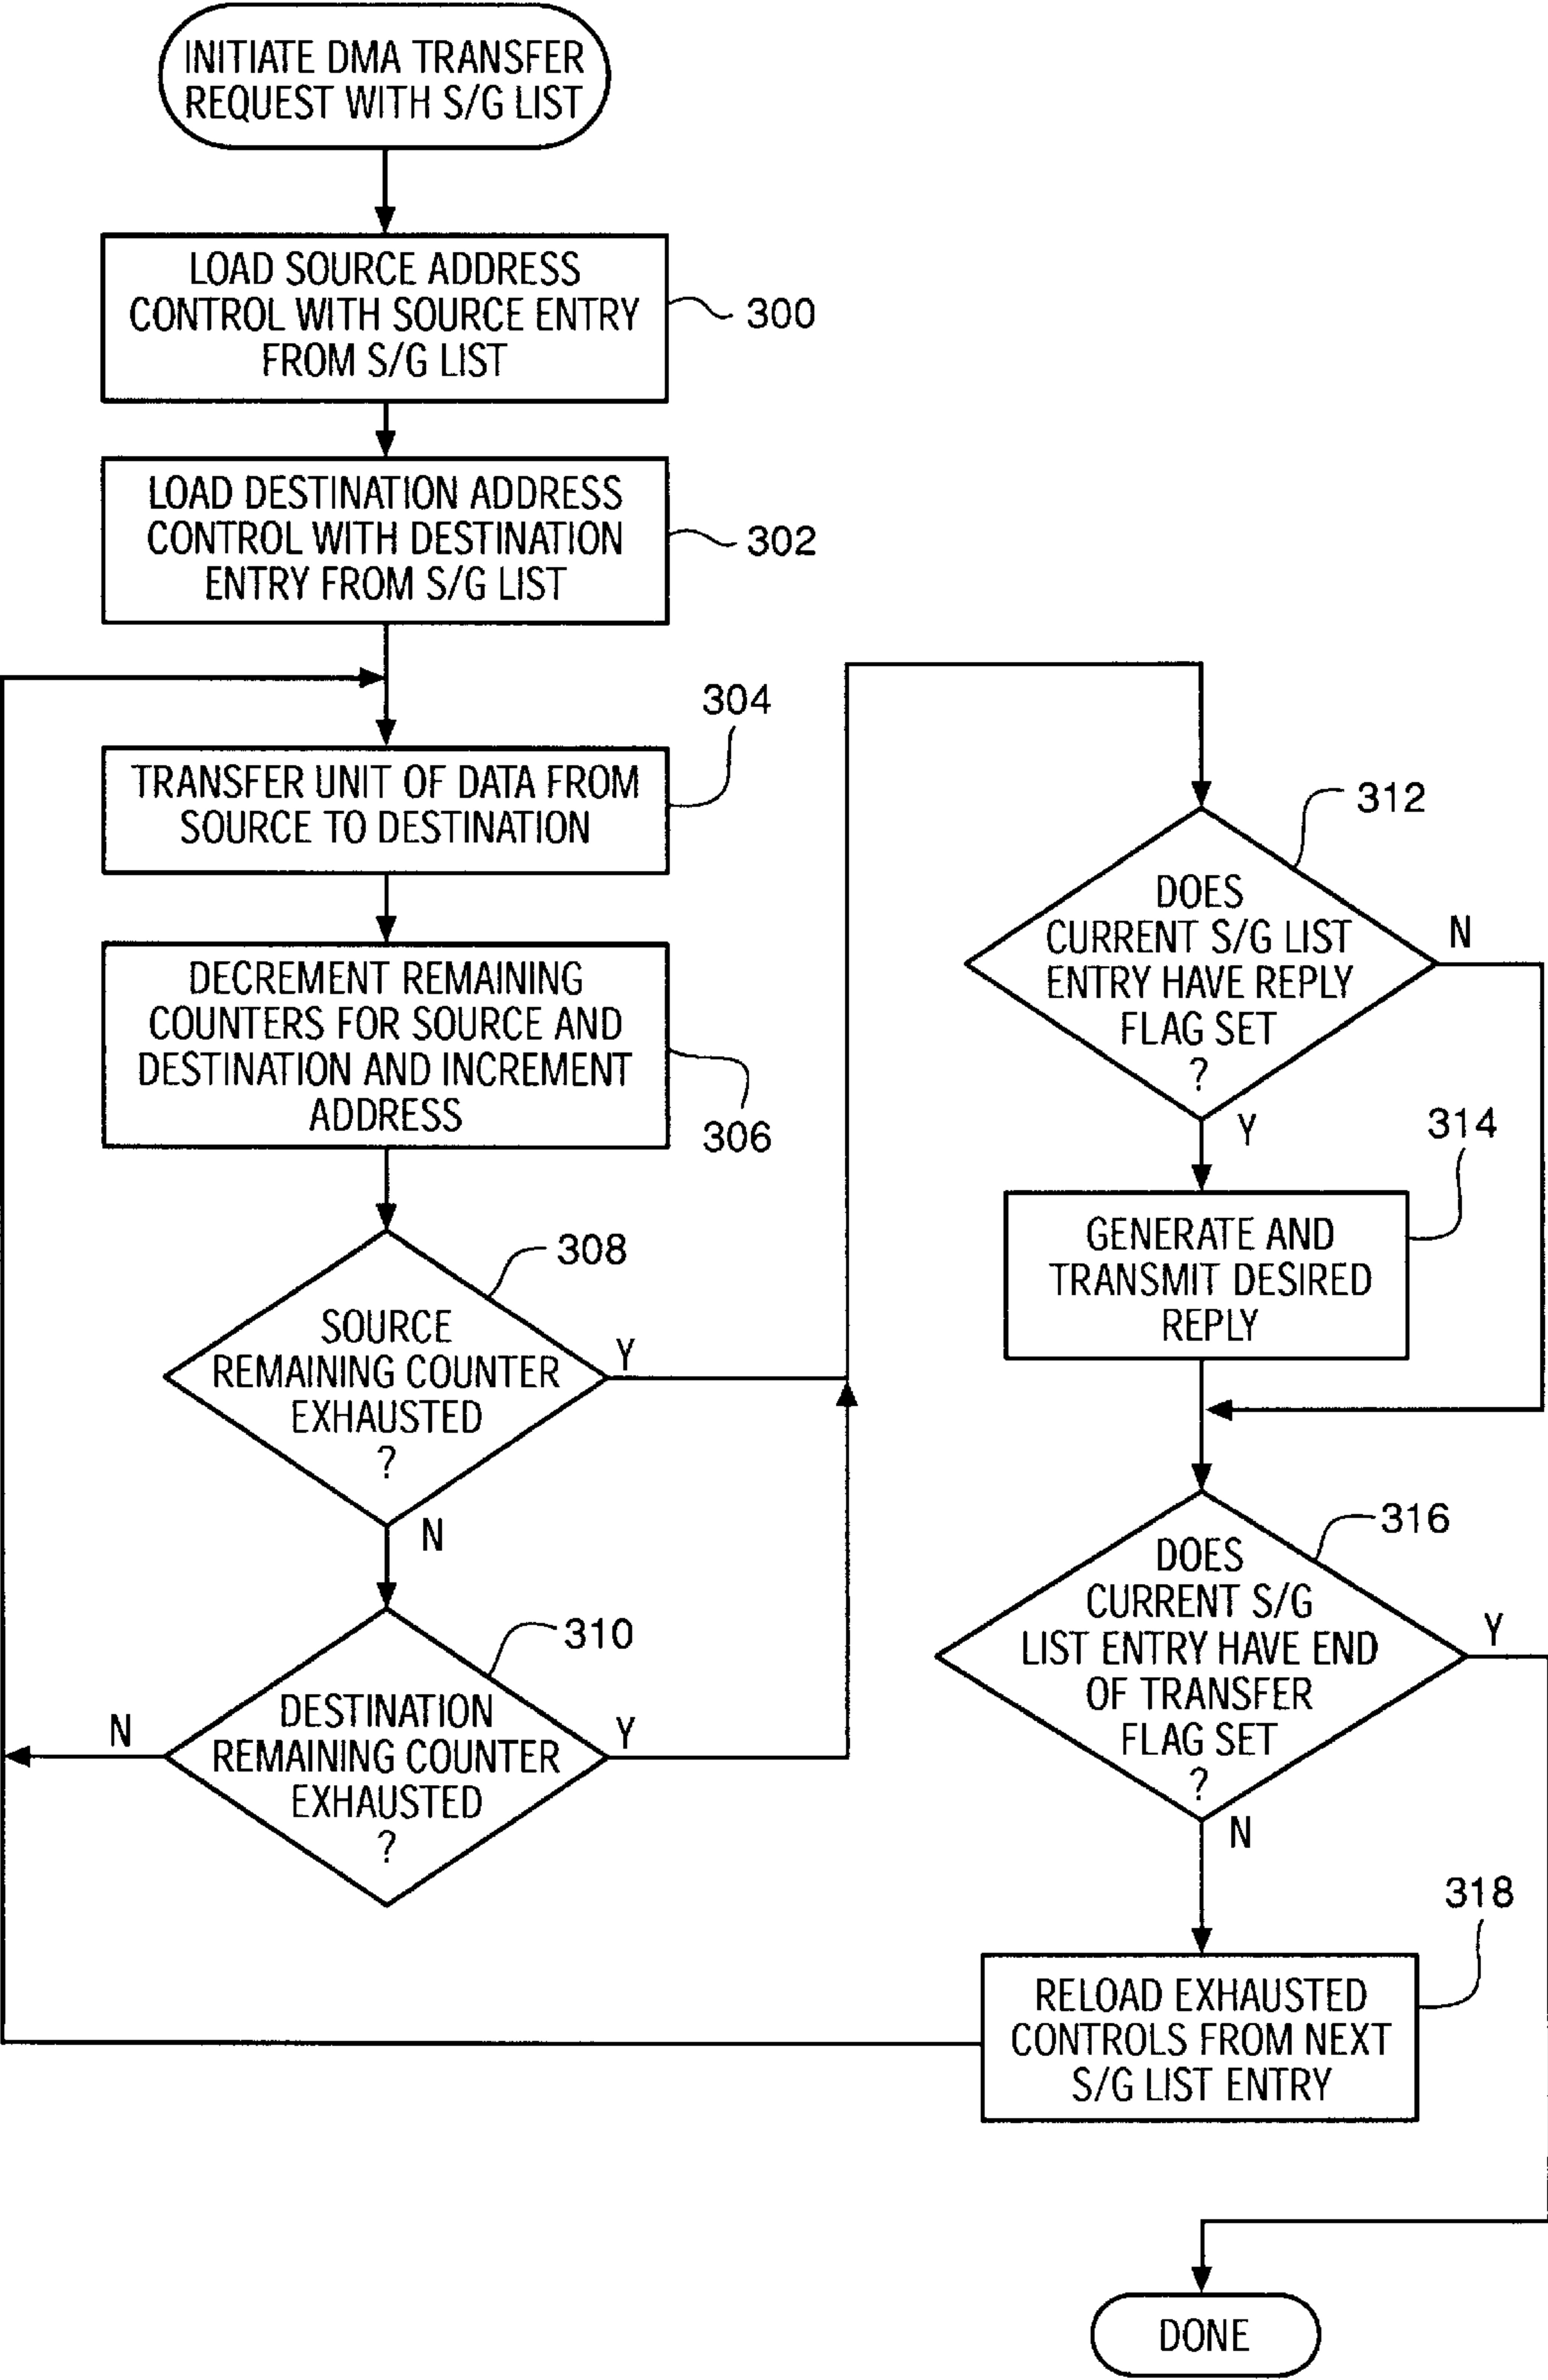 INITIATE DMA TRANSFER
REQUEST WITH S/G LIST
LOAD SOURCE ADDRESS
CONTROL WITH SOURCE ENTRY
FROM S/G LIST
300
LOAD DESTINATION ADDRESS
CONTROL WITH DESTINATION
ENTRY FROM S/G LIST
302
304
TRANSFER UNIT OF DATA FROM
SOURCE TO DESTINATION
DECREMENT REMAINING
COUNTERS FOR SOURCE AND
DESTINATION AND INCREMENT
ADDRESS
306
308
SOURCE
REMAINING COUNTER
EXHAUSTED
?
Y
N
310
DESTINATION
REMAINING COUNTER
EXHAUSTED
?
N
Y
312
DOES
CURRENT S/G LIST
ENTRY HAVE REPLY
FLAG SET
?
N
Y
314
GENERATE AND
TRANSMIT DESIRED
REPLY
316
DOES
CURRENT S/G
LIST ENTRY HAVE END
OF TRANSFER
FLAG SET
?
Y
N
318
RELOAD EXHAUSTED
CONTROLS FROM NEXT
S/G LIST ENTRY
DONE